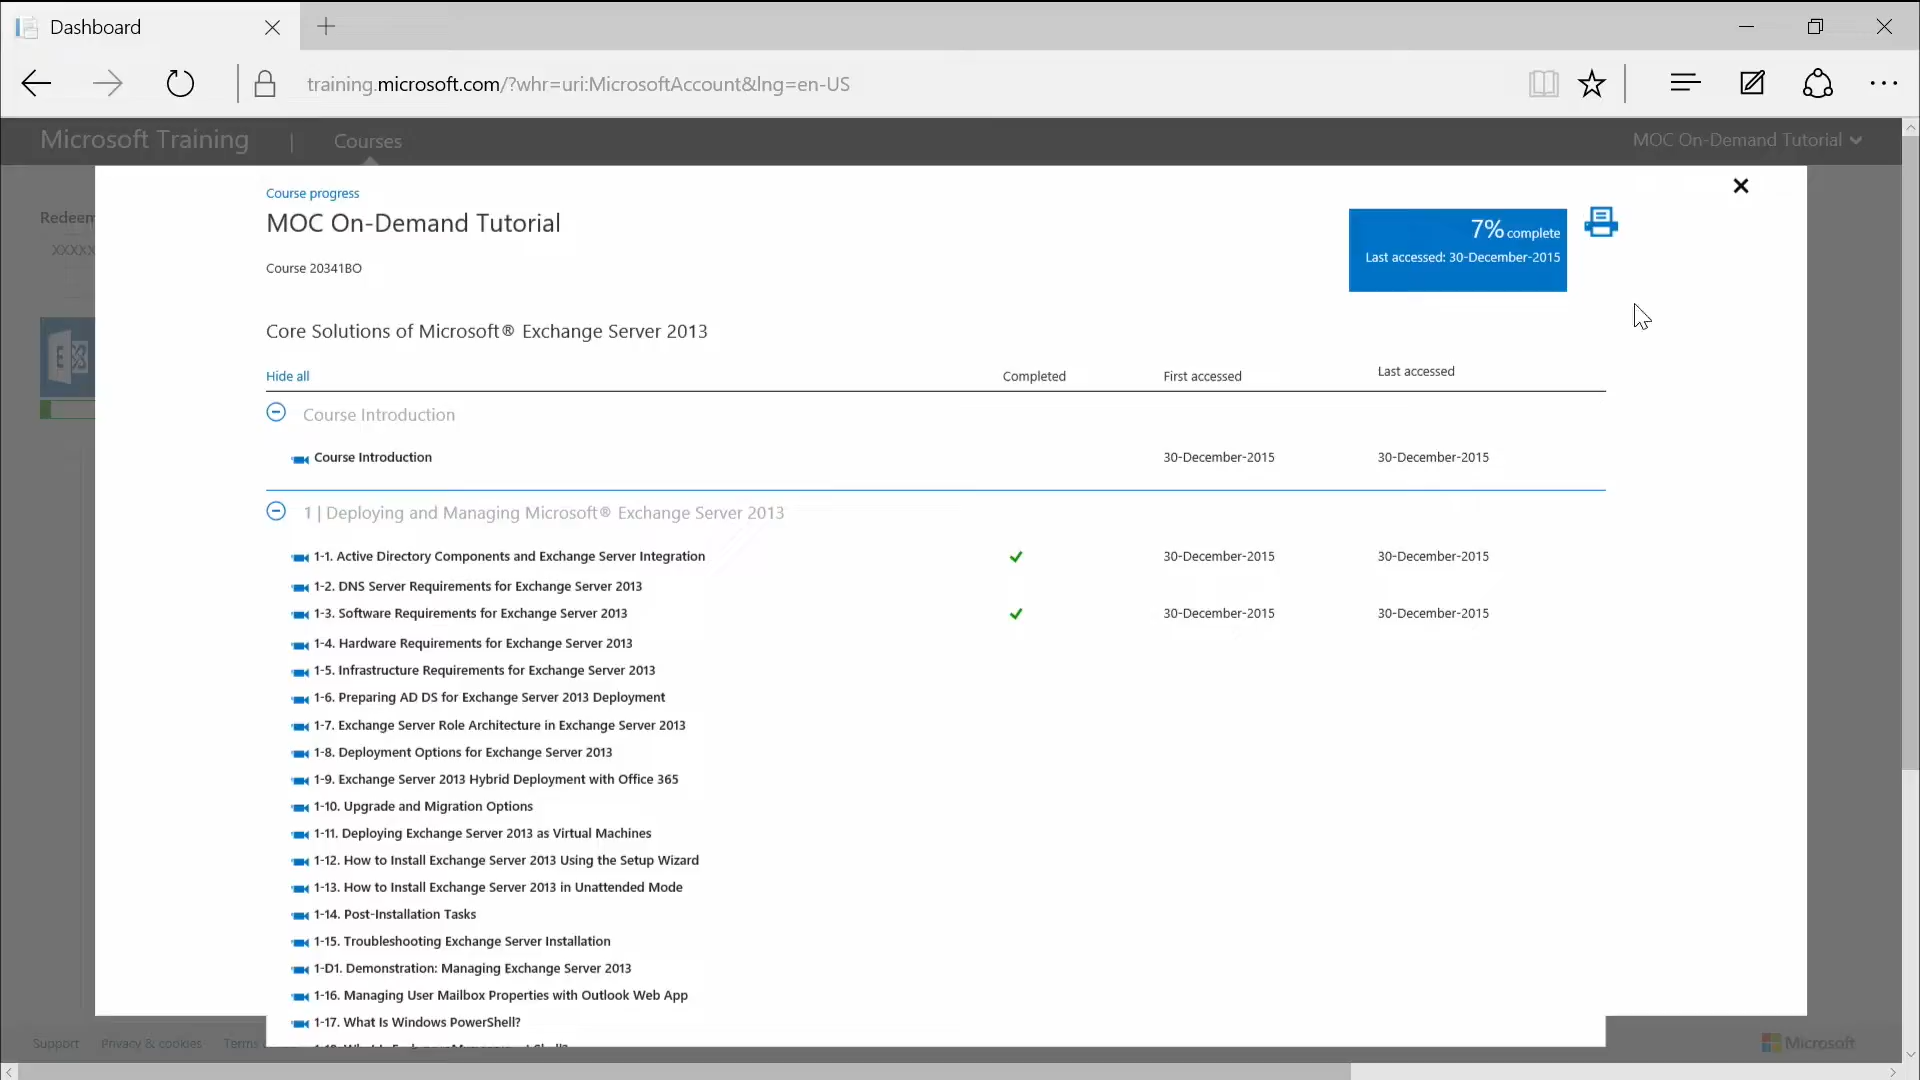 Dashboard
training.microsoft.com/?whr=uri:MicrosoftAccount&lng=en-US
Microsoft Training | Courses
MOC On-Demand Tutorial
Redeem
XXXXX
Course progress
MOC On-Demand Tutorial
Course 20341BO
7% complete
Last accessed: 30-December-2015
Core Solutions of Microsoft® Exchange Server 2013
Hide all Completed First accessed Last accessed
Course Introduction
Course Introduction 30-December-2015 30-December-2015
1 | Deploying and Managing Microsoft® Exchange Server 2013
1-1. Active Directory Components and Exchange Server Integration 30-December-2015 30-December-2015
1-2. DNS Server Requirements for Exchange Server 2013
1-3. Software Requirements for Exchange Server 2013 30-December-2015 30-December-2015
1-4. Hardware Requirements for Exchange Server 2013
1-5. Infrastructure Requirements for Exchange Server 2013
1-6. Preparing AD DS for Exchange Server 2013 Deployment
1-7. Exchange Server Role Architecture in Exchange Server 2013
1-8. Deployment Options for Exchange Server 2013
1-9. Exchange Server 2013 Hybrid Deployment with Office 365
1-10. Upgrade and Migration Options
1-11. Deploying Exchange Server 2013 as Virtual Machines
1-12. How to Install Exchange Server 2013 Using the Setup Wizard
1-13. How to Install Exchange Server 2013 in Unattended Mode
1-14. Post-Installation Tasks
1-15. Troubleshooting Exchange Server Installation
1-D1. Demonstration: Managing Exchange Server 2013
1-16. Managing User Mailbox Properties with Outlook Web App
1-17. What Is Windows PowerShell?
Support Privacy & cookies Terms
Microsoft